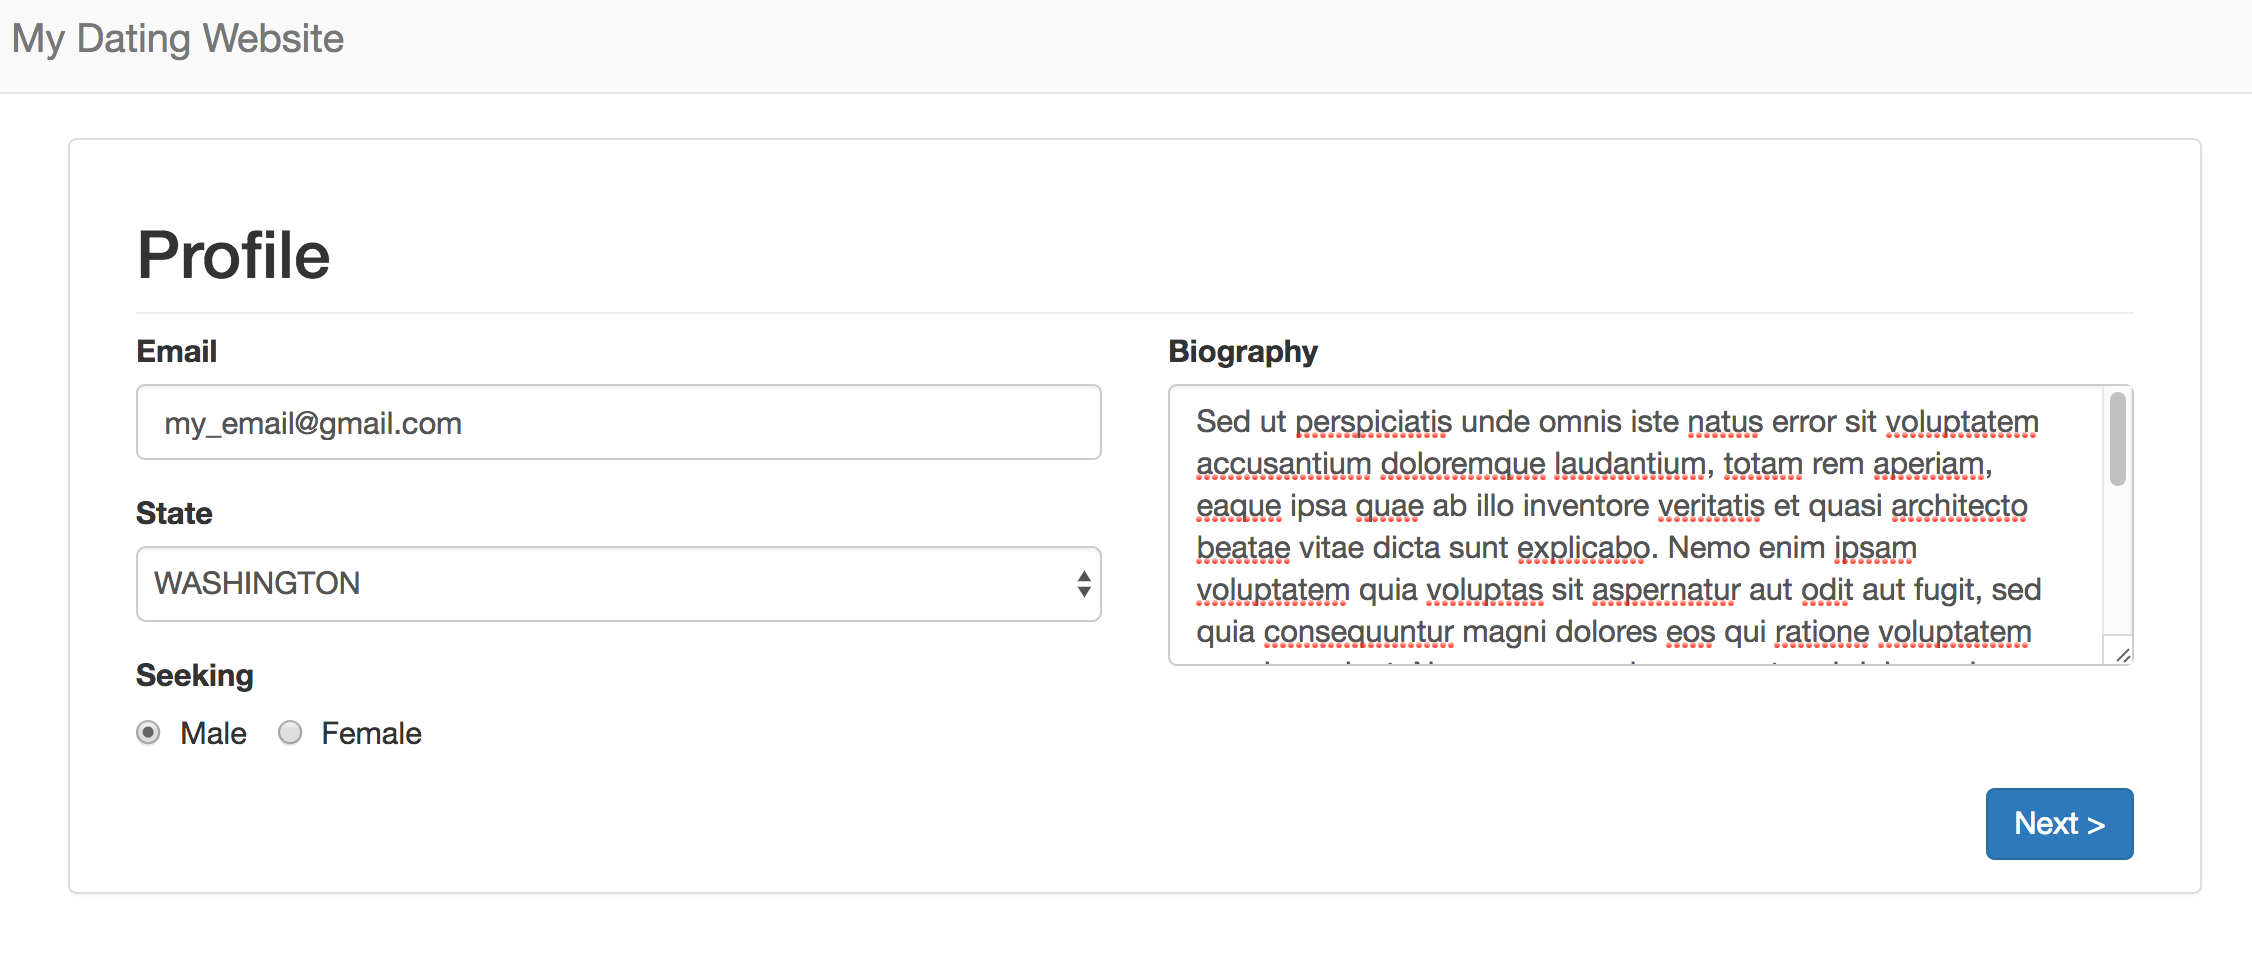 My Dating Website
Profile
Email
my_email@gmail.com
State
WASHINGTON
Seeking
Male Female
Biography
Sed ut perspiciatis unde omnis iste natus error sit voluptatem
accusantium doloremque laudantium, totam rem aperiam,
eaque ipsa quae ab illo inventore veritatis et quasi architecto
beatae vitae dicta sunt explicabo. Nemo enim ipsam
voluptatem quia voluptas sit aspernatur aut odit aut fugit, sed
quia consequuntur magni dolores eos qui ratione voluptatem
Next >